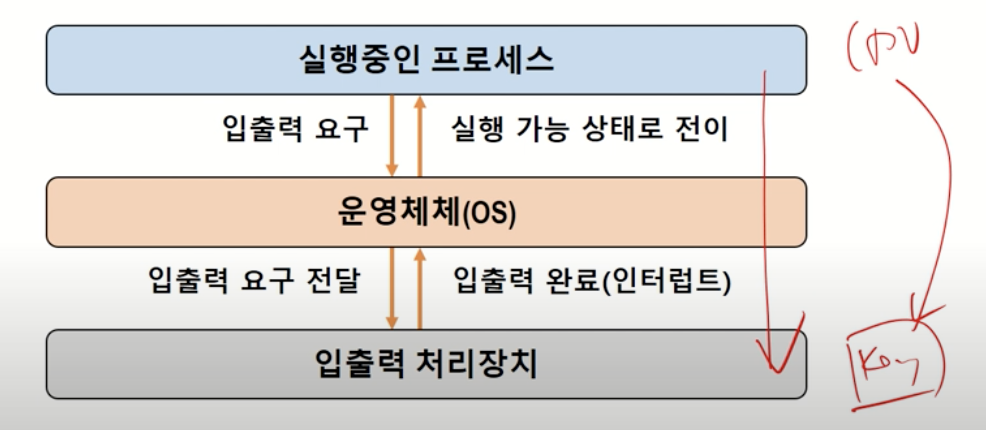 실행중인 프로세스
입출력 요구
실행 가능 상태로 전이
운영체체(OS)
입출력 요구 전달
입출력 완료(인터럽트)
입출력 처리장치
Key